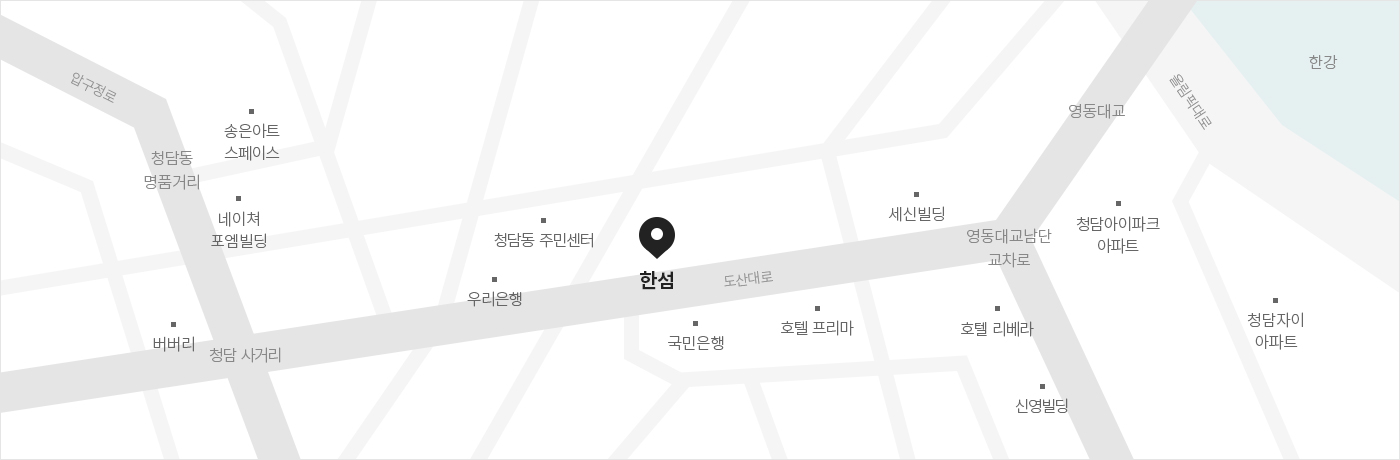 한강
압구정로
올림픽대로
영동대교
송은아트
스페이스
청담동
명품거리
네이쳐
포엠빌딩
세신빌딩
청담아이파크
아파트
청담동 주민센터
영동대교남단
교차로
한섬
도산대로
우리은행
청담자이
아파트
호텔 프리마
호텔 리베라
버버리
국민은행
청담 사거리
신영빌딩